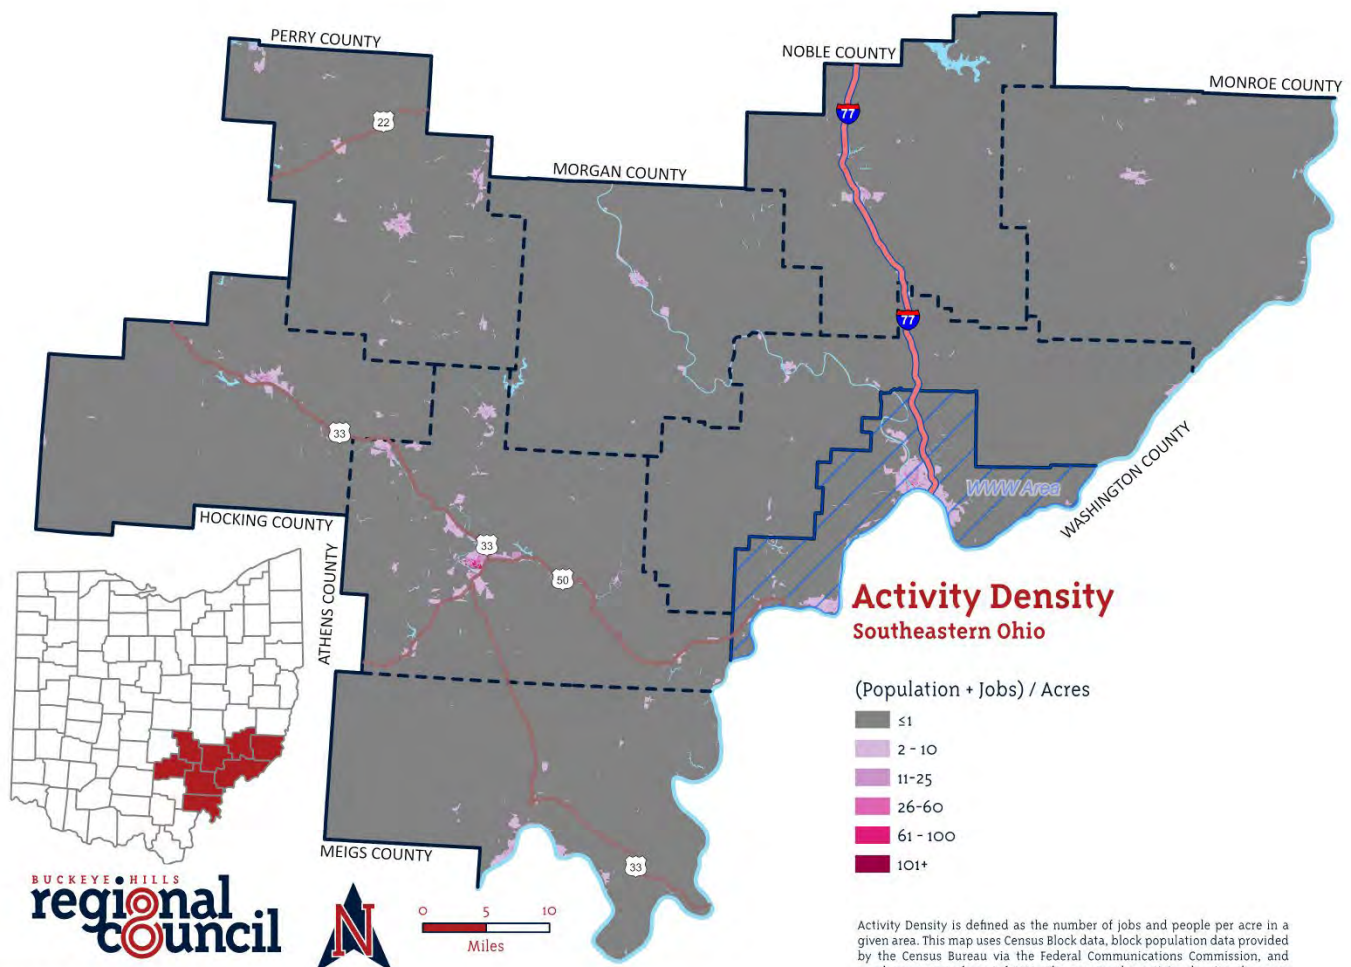 PERRY COUNTY
NOBLE COUNTY
MONROE COUNTY
77
22
MORGAN COUNTY
77
33
WWW Area
WASHINGTON COUNTY
HOCKING COUNTY
33
50
ATHENS COUNTY
Activity Density
Southeastern Ohio
(Population + Jobs) / Acres
≤1
2 - 10
11-25
26-60
61 - 100
101+
MEIGS COUNTY
33
BUCKEYE HILLS
regional
council
N
0 5 10
Miles
Activity Density is defined as the number of jobs and people per acre in a
given area. This map uses Census Block data, block population data provided
by the Census Bureau via the Federal Communications Commission, and